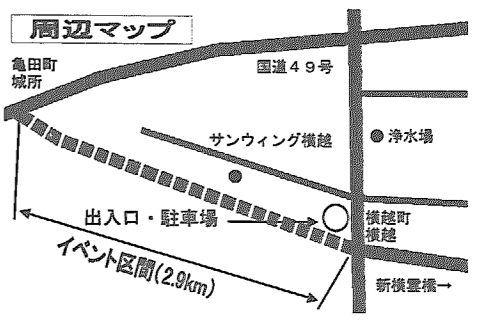 周辺マップ
亀田町
城所
国道49号
サンウィング横越
浄水場
出入口・駐車場
横越町
横越
イベント区間(2.9km)
新横雲橋→